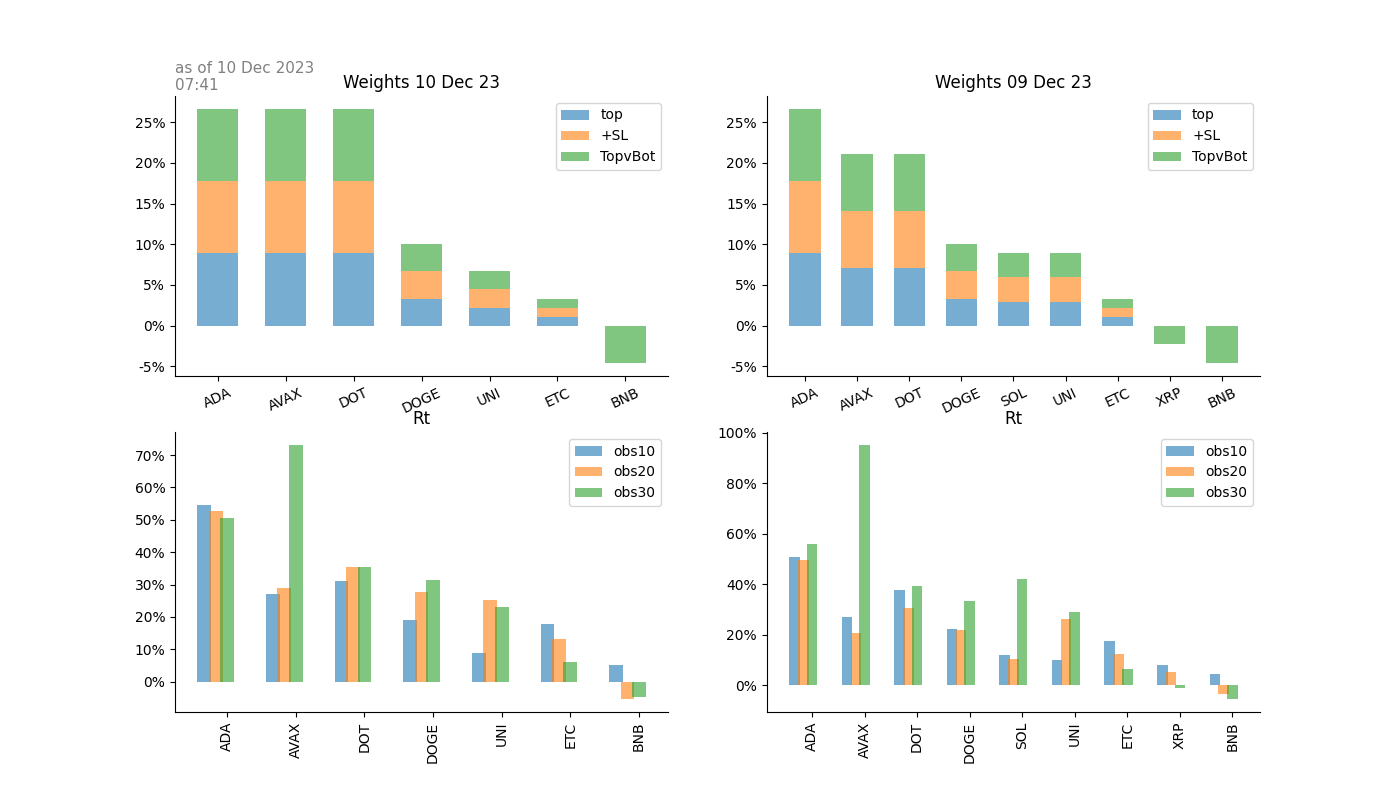 as of 10 Dec 2023
07:41
Weights 10 Dec 23
25%
20%
15%
10%
5%
0%
-5%
top
+SL
TopvBot
ADA
AVAX
DOT
DOGE
UNI
ETC
BNB
Weights 09 Dec 23
25%
20%
15%
10%
5%
0%
-5%
top
+SL
TopvBot
ADA
AVAX
DOT
DOGE
SOL
UNI
ETC
XRP
BNB
Rt
70%
60%
50%
40%
30%
20%
10%
0%
obs10
obs20
obs30
ADA
AVAX
DOT
DOGE
UNI
ETC
BNB
Rt
100%
80%
60%
40%
20%
0%
obs10
obs20
obs30
ADA
AVAX
DOT
DOGE
SOL
UNI
ETC
XRP
BNB